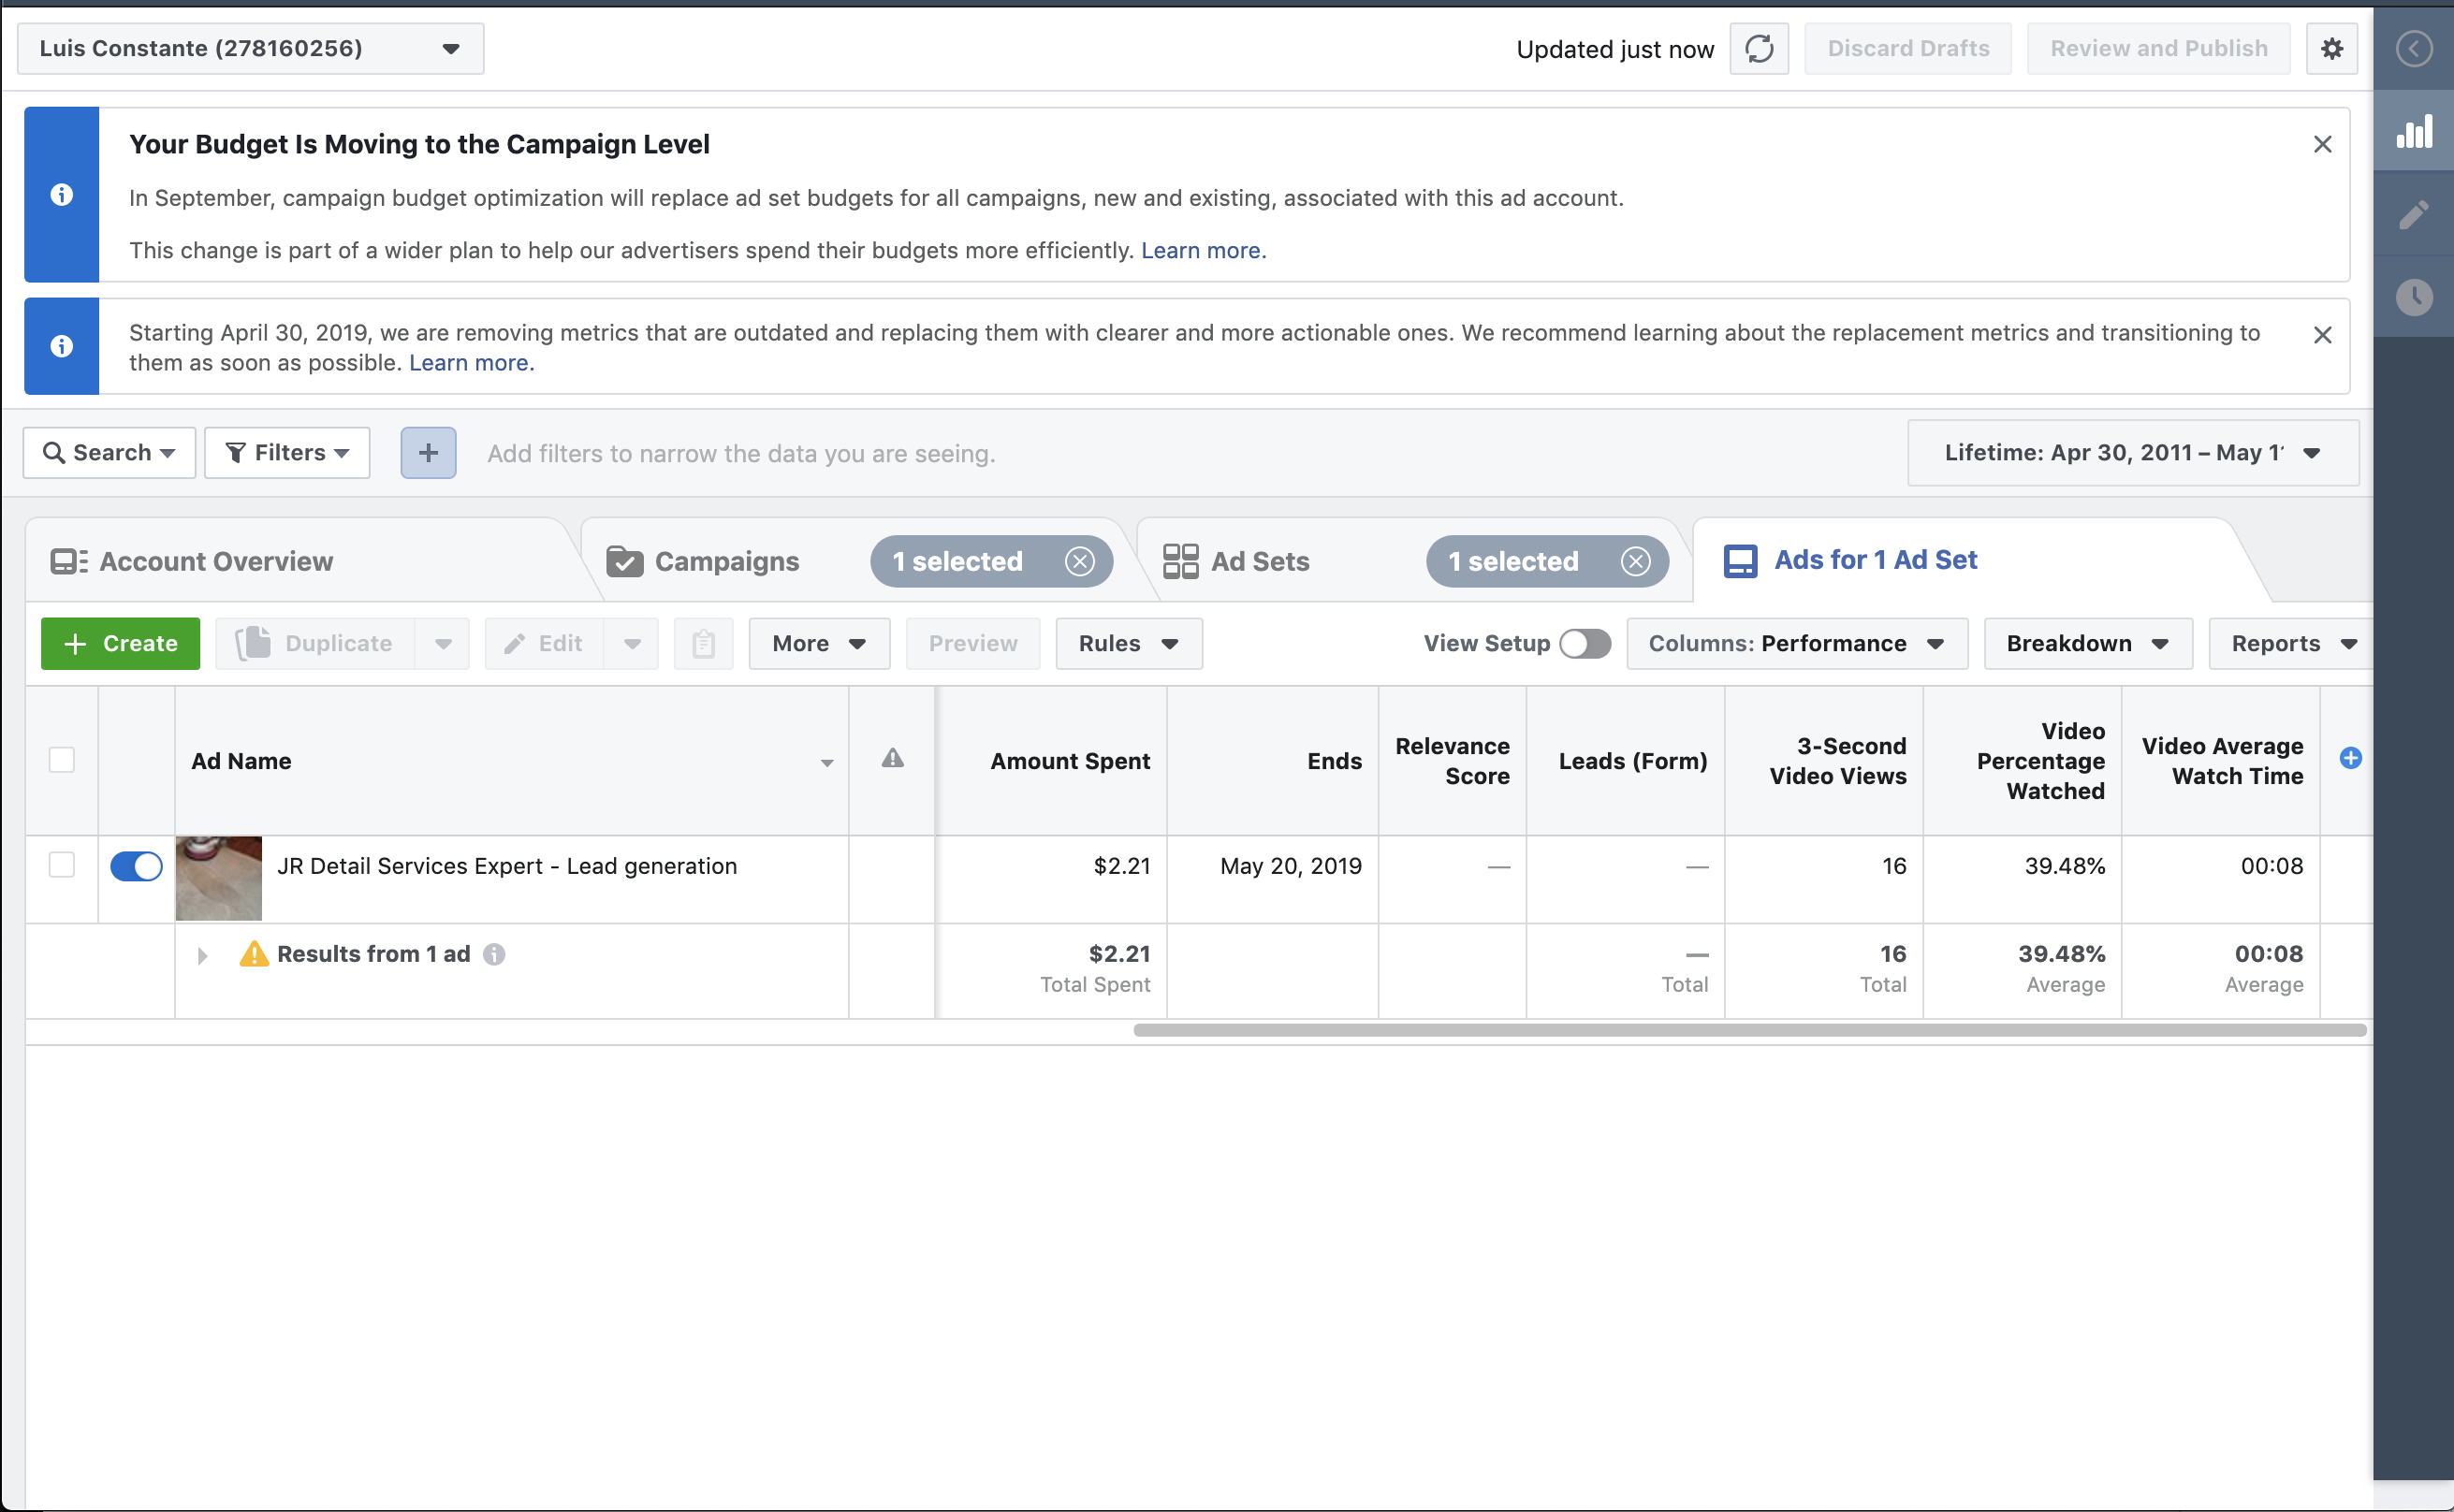 Luis Constante (278160256)
Updated just now
Discard Drafts
Review and Publish
Your Budget Is Moving to the Campaign Level
In September, campaign budget optimization will replace ad set budgets for all campaigns, new and existing, associated with this ad account.
This change is part of a wider plan to help our advertisers spend their budgets more efficiently. Learn more.
Starting April 30, 2019, we are removing metrics that are outdated and replacing them with clearer and more actionable ones. We recommend learning about the replacement metrics and transitioning to
them as soon as possible. Learn more.
Search
Filters
Add filters to narrow the data you are seeing.
Lifetime: Apr 30, 2011 – May
Account Overview
Campaigns
1 selected
Ad Sets
1 selected
Ads for 1 Ad Set
Create
Duplicate
Edit
More
Preview
Rules
View Setup
Columns: Performance
Breakdown
Reports
Ad Name
Amount Spent
Ends
Relevance
Score
Leads (Form)
3-Second
Video Views
Video
Percentage
Watched
Video Average
Watch Time
JR Detail Services Expert - Lead generation
$2.21
May 20, 2019
—
—
16
39.48%
00:08
Results from 1 ad
$2.21
Total Spent
—
Total
16
Total
39.48%
Average
00:08
Average